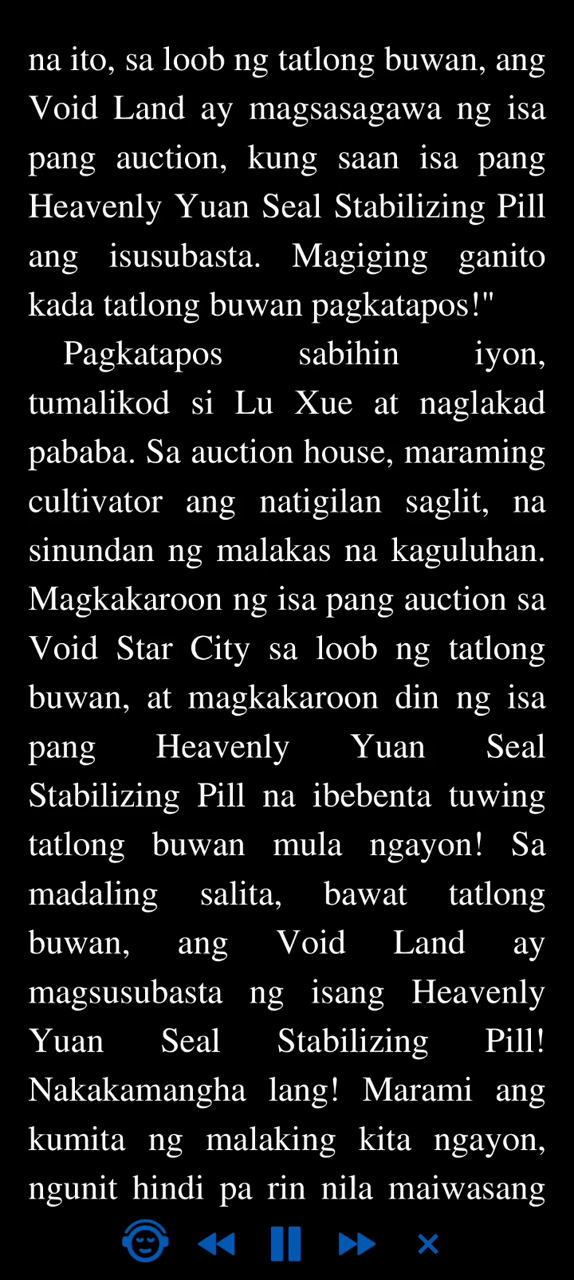 na ito, sa loob ng tatlong buwan, ang
Void Land ay magsasagawa ng isa
pang auction, kung saan isa pang
Heavenly Yuan Seal Stabilizing Pill
ang isusubasta. Magiging ganito
kada tatlong buwan pagkatapos!"
Pagkatapos sabihin iyon,
tumalikod si Lu Xue at naglakad
pababa. Sa auction house, maraming
cultivator ang natigilan saglit, na
sinundan ng malakas na kaguluhan.
Magkakaroon ng isa pang auction sa
Void Star City sa loob ng tatlong
buwan, at magkakaroon din ng isa
pang Heavenly Yuan Seal
Stabilizing Pill na ibebenta tuwing
tatlong buwan mula ngayon! Sa
madaling salita, bawat tatlong
buwan, ang Void Land ay
magsusubasta ng isang Heavenly
Yuan Seal Stabilizing Pill!
Nakakamangha lang! Marami ang
kumita ng malaking kita ngayon,
ngunit hindi pa rin nila maiwasang